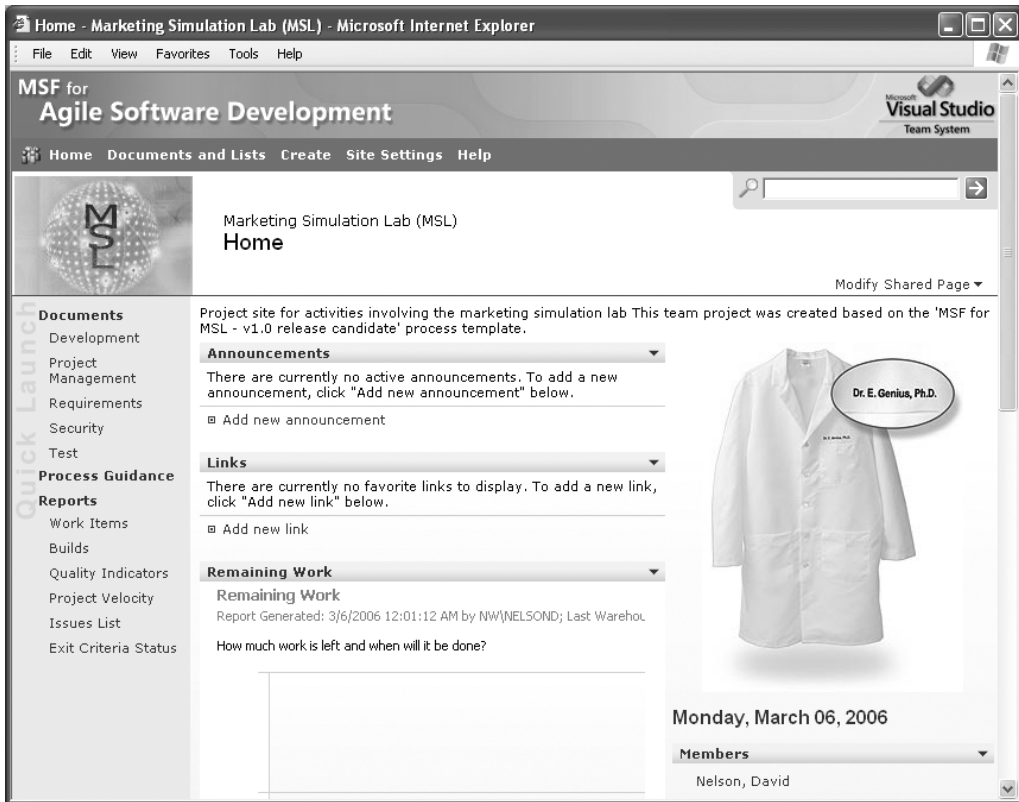 Home - Marketing Simulation Lab (MSL) - Microsoft Internet Explorer
File Edit View Favorites Tools Help
MSF for
Agile Software Development
Microsoft
Visual Studio
Team System
Home Documents and Lists Create Site Settings Help
MSL
Marketing Simulation Lab (MSL)
Home
Modify Shared Page
Quick Launch
Documents
Development
Project
Management
Requirements
Security
Test
Process Guidance
Reports
Work Items
Builds
Quality Indicators
Project Velocity
Issues List
Exit Criteria Status
Project site for activities involving the marketing simulation lab This team project was created based on the 'MSF for
MSL - v1.0 release candidate' process template.
Announcements
There are currently no active announcements. To add a new
announcement, click "Add new announcement" below.
Add new announcement
Links
There are currently no favorite links to display. To add a new link,
click "Add new link" below.
Add new link
Remaining Work
Remaining Work
Report Generated: 3/6/2006 12:01:12 AM by NW\NELSOND; Last Warehou
How much work is left and when will it be done?
Dr. E. Genius, Ph.D.
Dr. E. Genius, Ph.D.
Monday, March 06, 2006
Members
Nelson, David